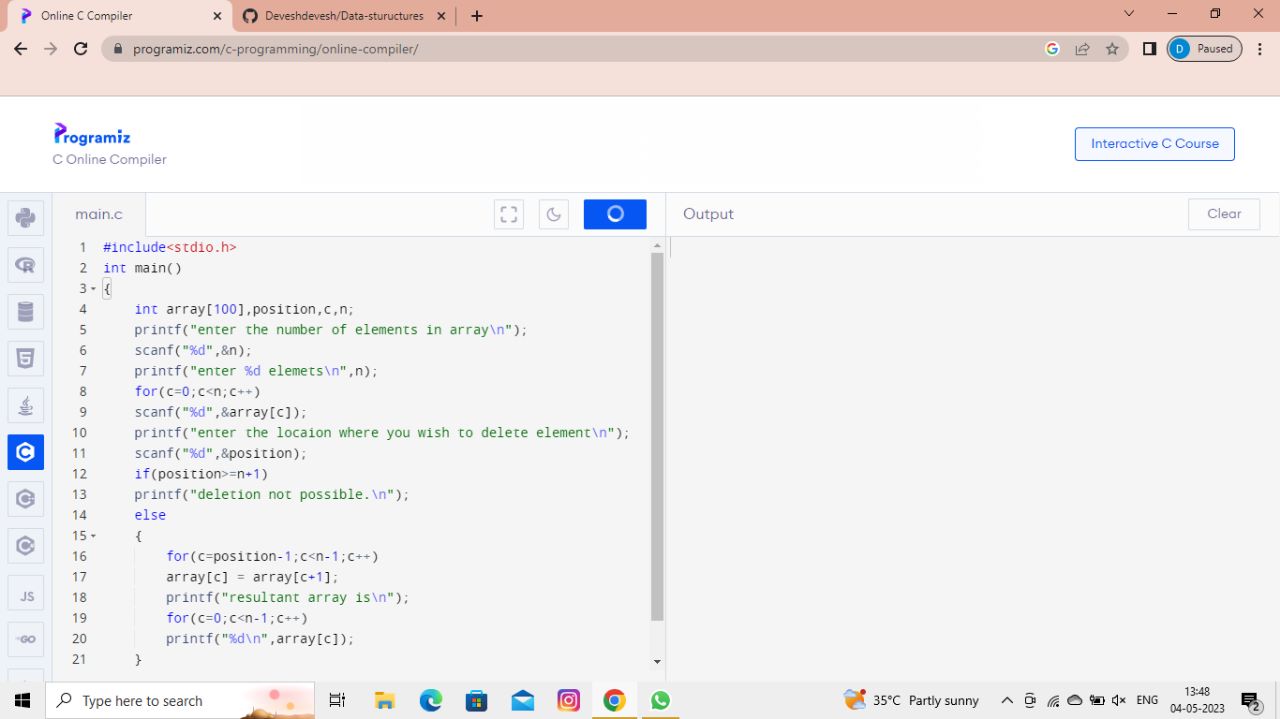 Online C Compiler
Deveshdevesh/Data-sturuct­ures
programiz.com/c-programming/online-compiler/
D Paused
Programiz
C Online Compiler
Interactive C Course
main.c
Output
Clear
1 #include<stdio.h>
2 int main()
3 {
4 int array[100],position,c,n;
5 printf("enter the number of elements in array\n");
6 scanf("%d",&n);
7 printf("enter %d elemets\n",n);
8 for(c=0;c<n;c++)
9 scanf("%d",&array[c]);
10 printf("enter the locaion where you wish to delete element\n");
11 scanf("%d",&position);
12 if(position>=n+1)
13 printf("deletion not possible.\n");
14 else
15 {
16 for(c=position-1;c<n-1;c++)
17 array[c] = array[c+1];
18 printf("resultant array is\n");
19 for(c=0;c<n-1;c++)
20 printf("%d\n",array[c]);
21 }
JS
GO
Type here to search
35°C Partly sunny
ENG
13:48
04-05-2023
2